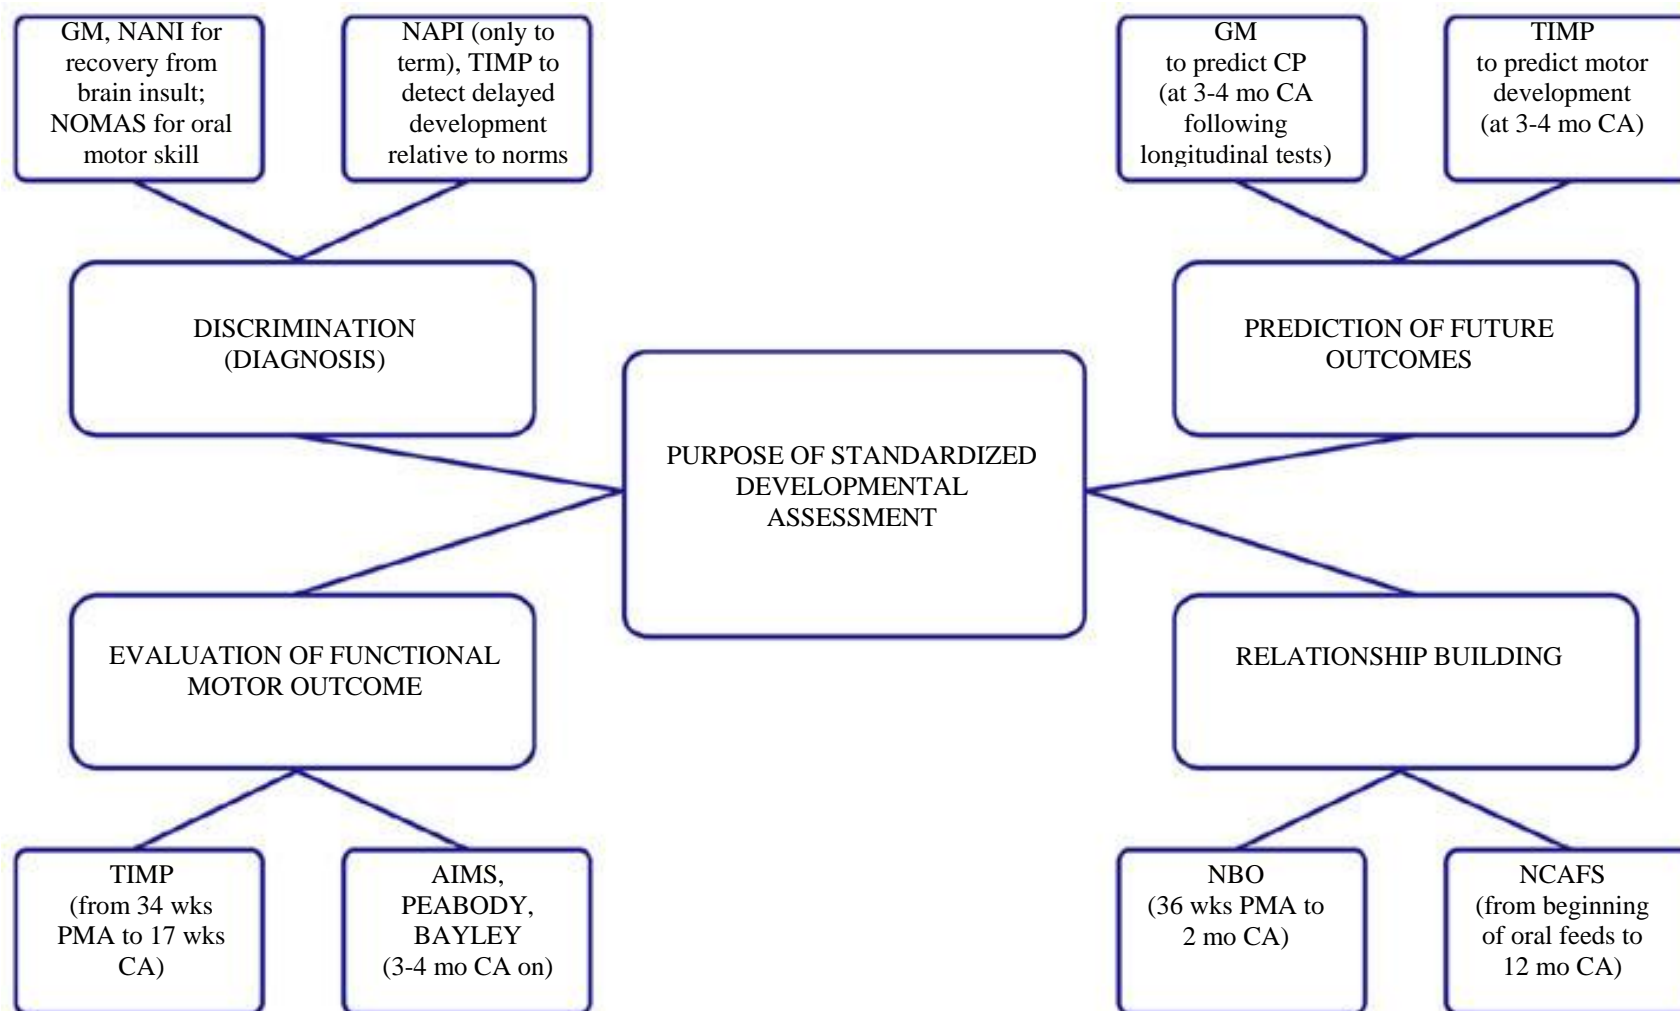 GM, NANI for
recovery from
brain insult;
NOMAS for oral
motor skill
NAPI (only to
term), TIMP to
detect delayed
development
relative to norms
GM
to predict CP
(at 3-4 mo CA
following
longitudinal tests)
TIMP
to predict motor
development
(at 3-4 mo CA)
DISCRIMINATION
(DIAGNOSIS)
PREDICTION OF FUTURE
OUTCOMES
PURPOSE OF STANDARDIZED
DEVELOPMENTAL
ASSESSMENT
EVALUATION OF FUNCTIONAL
MOTOR OUTCOME
RELATIONSHIP BUILDING
TIMP
(from 34 wks
PMA to 17 wks
CA)
AIMS,
PEABODY,
BAYLEY
(3-4 mo CA on)
NBO
(36 wks PMA to
2 mo CA)
NCAFS
(from beginning
of oral feeds to
12 mo CA)